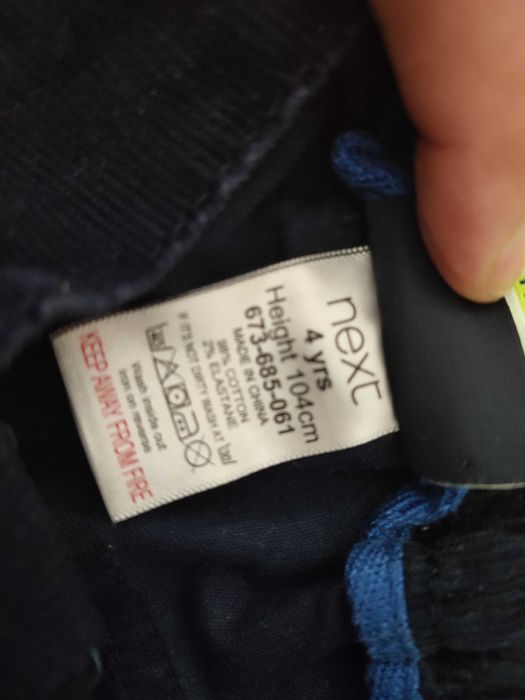 next
4 yrs
Height 104cm
673-685-061
MADE IN CHINA
98% COTTON
2% ELASTANE
IF IT'S NOT DIRTY WASH AT
Wash inside out
Iron on reverse
KEEP AWAY FROM FIRE